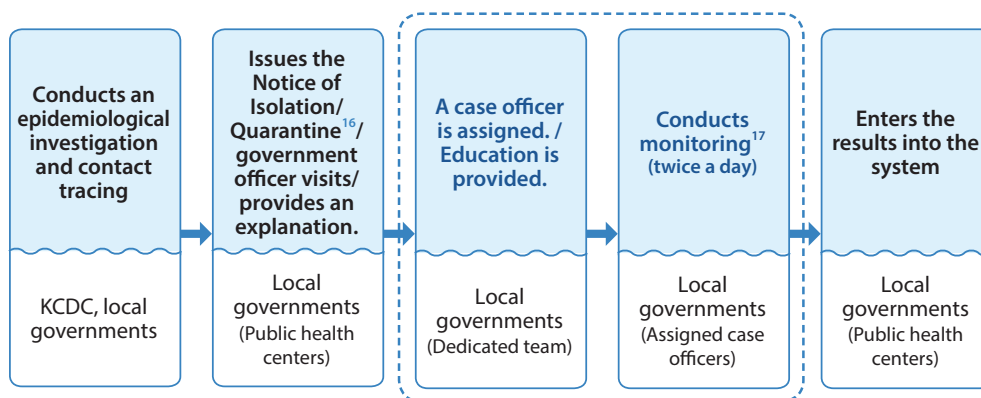 Conducts an
epidemiological
investigation
and contact
tracing
KCDC, local
governments
Issues the
Notice of
Isolation/
Quarantine16/
government
officer visits/
provides an
explanation.
Local
governments
(Public health
centers)
A case officer
is assigned. /
Education is
provided.
Local
governments
(Dedicated team)
Conducts
monitoring17
(twice a day)
Local
governments
(Assigned case
officers)
Enters the
results into the
system
Local
governments
(Public health
centers)